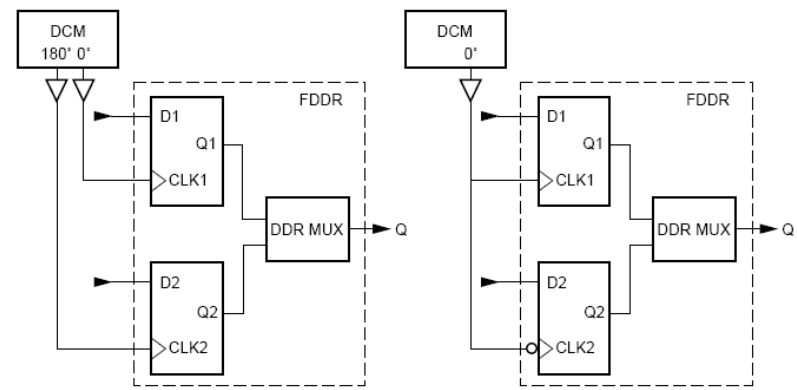 DCM
180° 0°
FDDR
D1
Q1
CLK1
DDR MUX
Q
D2
Q2
CLK2
DCM
0°
FDDR
D1
Q1
CLK1
DDR MUX
Q
D2
Q2
CLK2